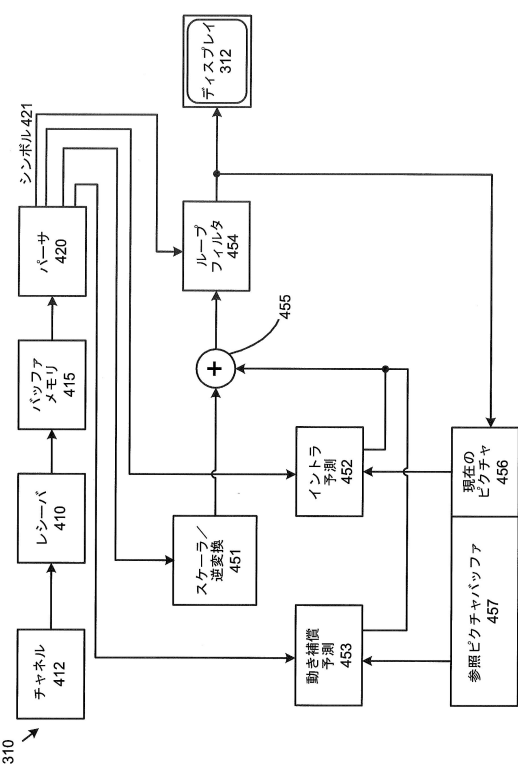 310
チャネル
412
レシーバ
410
バッファ
メモリ
415
パーサ
420
シンボル421
スケーラ/
逆変換
451
+
455
ループ
フィルタ
454
ディスプレイ
312
動き補償
予測
453
イントラ
予測
452
参照ピクチャバッファ
457
現在の
ピクチャ
456